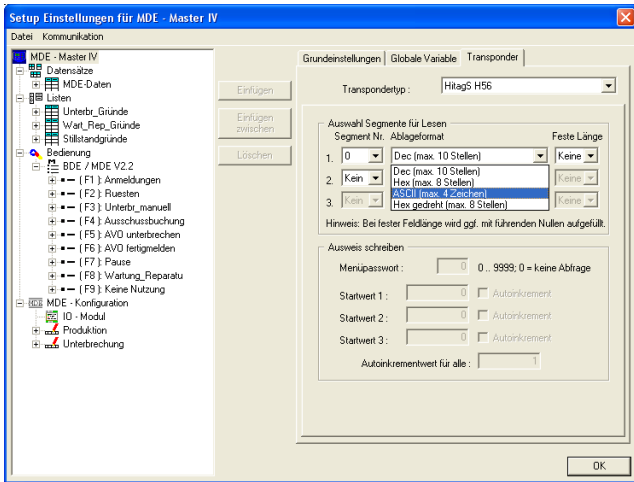 Setup Einstellungen für MDE - Master IV
Datei Kommunikation
MDE - Master IV
Datensätze
MDE-Daten
Listen
Unterbr_Gründe
Wart_Rep_Gründe
Stillstandgründe
Bedienung
BDE / MDE V2.2
( F1 ): Anmeldungen
( F2 ): Ruesten
( F3 ): Unterbr_manuell
( F4 ): Ausschussbuchung
( F5 ): AVO unterbrechen
( F6 ): AVO fertigmelden
( F7 ): Pause
( F8 ): Wartung_Reparatu
( F9 ): Keine Nutzung
MDE - Konfiguration
IO - Modul
Produktion
Unterbrechung
Einfügen
Einfügen
zwischen
Löschen
Grundeinstellungen Globale Variable Transponder
Transpondertyp : HitagS H56
Auswahl Segmente für Lesen
Segment Nr. Ablageformat Feste Länge
1. 0 Dec (max. 10 Stellen) Keine
Dec (max. 10 Stellen)
2. Kein Hex (max. 8 Stellen) Keine
ASCII (max. 4 Zeichen)
3. Kein Hex gedreht (max. 8 Stellen) Keine
Hinweis: Bei fester Feldlänge wird ggf. mit führenden Nullen aufgefüllt.
Ausweis schreiben
Menüpasswort : 0 0 .. 9999; 0 = keine Abfrage
Startwert 1 : 0 Autoinkrement
Startwert 2 : 0 Autoinkrement
Startwert 3 : 0 Autoinkrement
Autoinkrementwert für alle : 1
OK